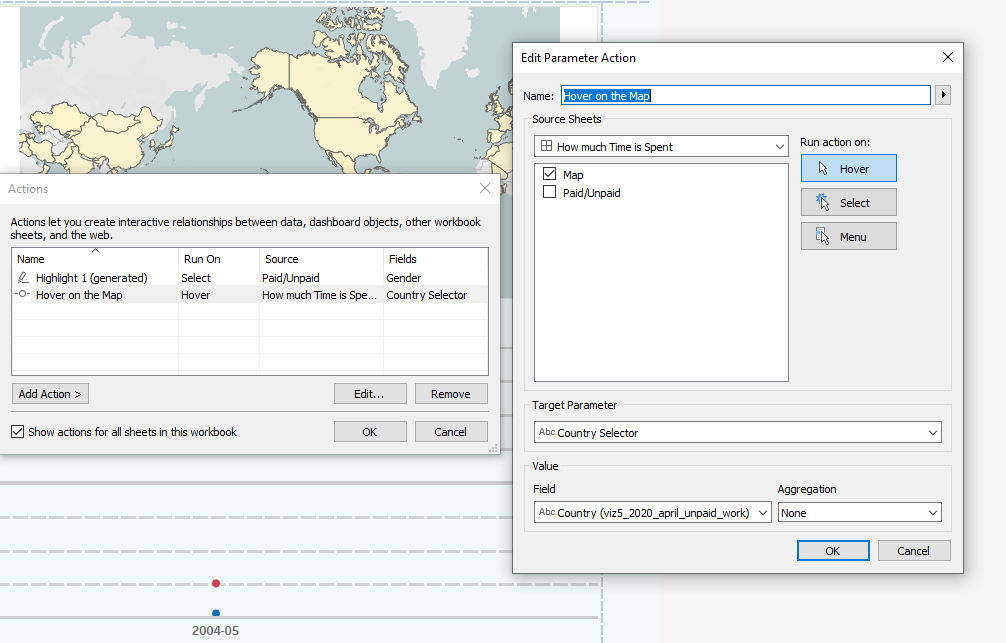 Edit Parameter Action
Name: Hover on the Map
Source Sheets
How much Time is Spent
Run action on:
Map
Paid/Unpaid
Hover
Select
Menu
Actions
Actions let you create interactive relationships between data, dashboard objects, other workbook
sheets, and the web.
Name Run On Source Fields
Highlight 1 (generated) Select Paid/Unpaid Gender
Hover on the Map Hover How much Time is Spe... Country Selector
Add Action > Edit... Remove
Show actions for all sheets in this workbook OK Cancel
Target Parameter
Abc Country Selector
Value
Field Aggregation
Abc Country (viz5_2020_april_unpaid_work) None
OK Cancel
2004-05